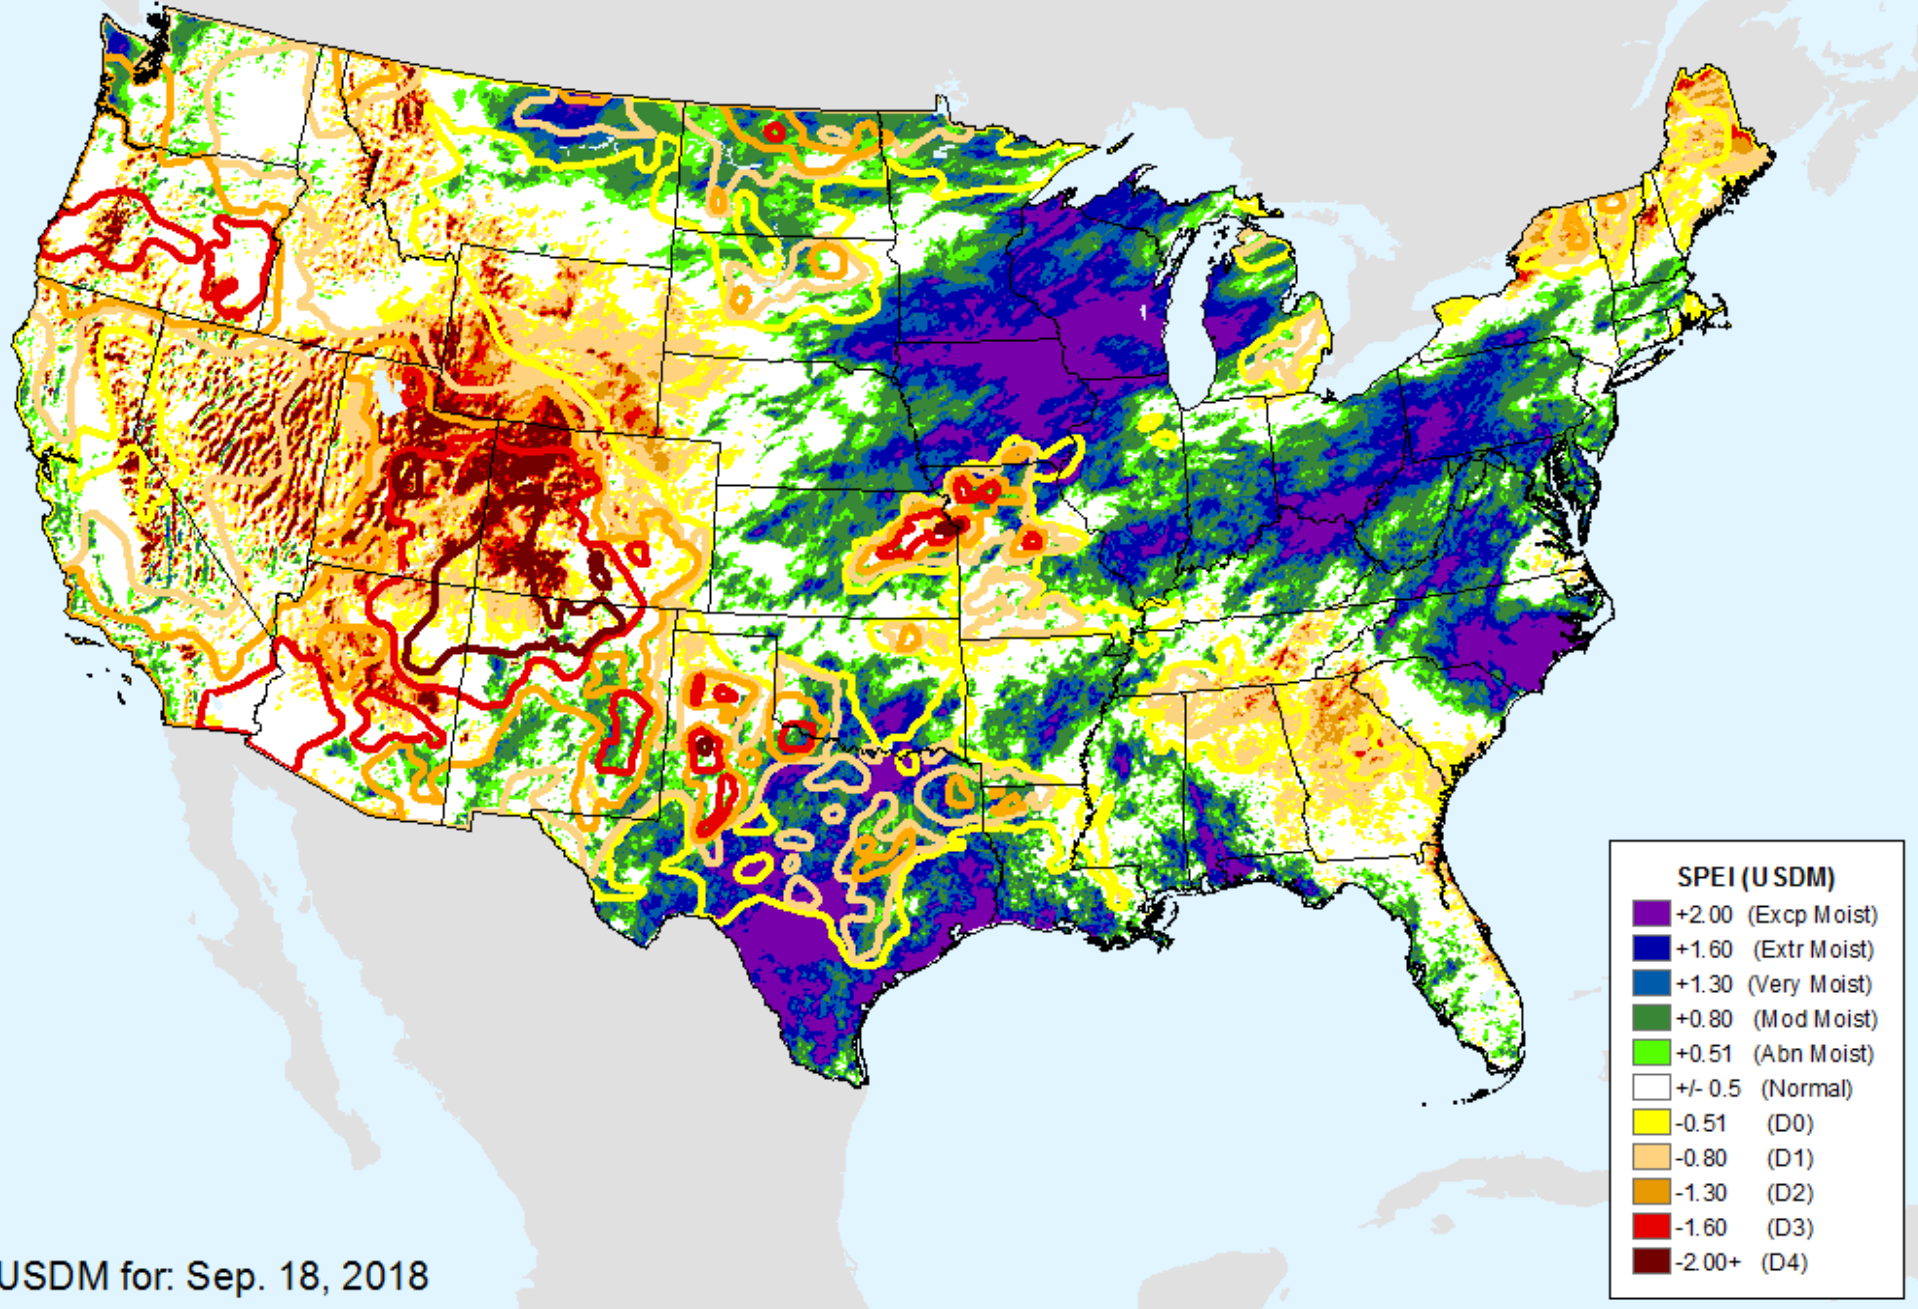 SPEI (USDM)
+2.00 (Excp Moist)
+1.60 (Extr Moist)
+1.30 (Very Moist)
+0.80 (Mod Moist)
+0.51 (Abn Moist)
+/- 0.5 (Normal)
-0.51 (D0)
-0.80 (D1)
-1.30 (D2)
-1.60 (D3)
-2.00+ (D4)
USDM for: Sep. 18, 2018